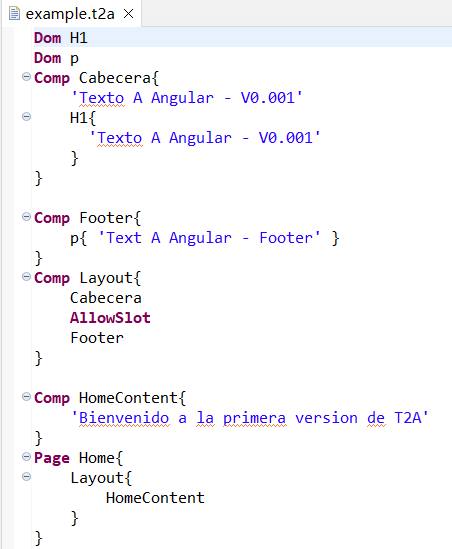 example.t2a
Dom H1
Dom p
Comp Cabecera{
    'Texto A Angular - V0.001'
    H1{
      'Texto A Angular - V0.001'
    }
}

Comp Footer{
    p{ 'Text A Angular - Footer' }
}
Comp Layout{
    Cabecera
    AllowSlot
    Footer
}

Comp HomeContent{
    'Bienvenido a la primera version de T2A'
}
Page Home{
    Layout{
        HomeContent
    }
}